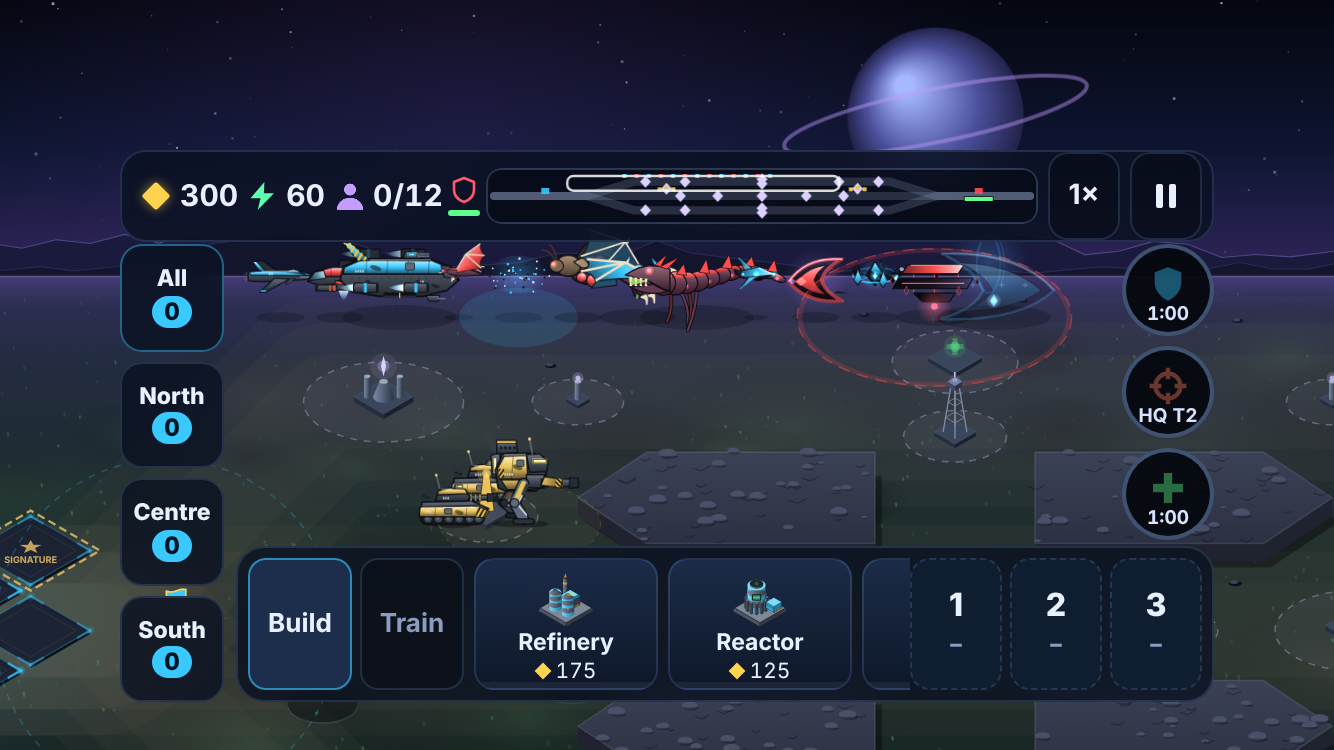 300 60 0/12 1×
All
0
1:00
North
0
HQ T2
Centre
0
1:00
SIGNATURE
South
0
Build
Train
Refinery
175
Reactor
125
1
–
2
–
3
–